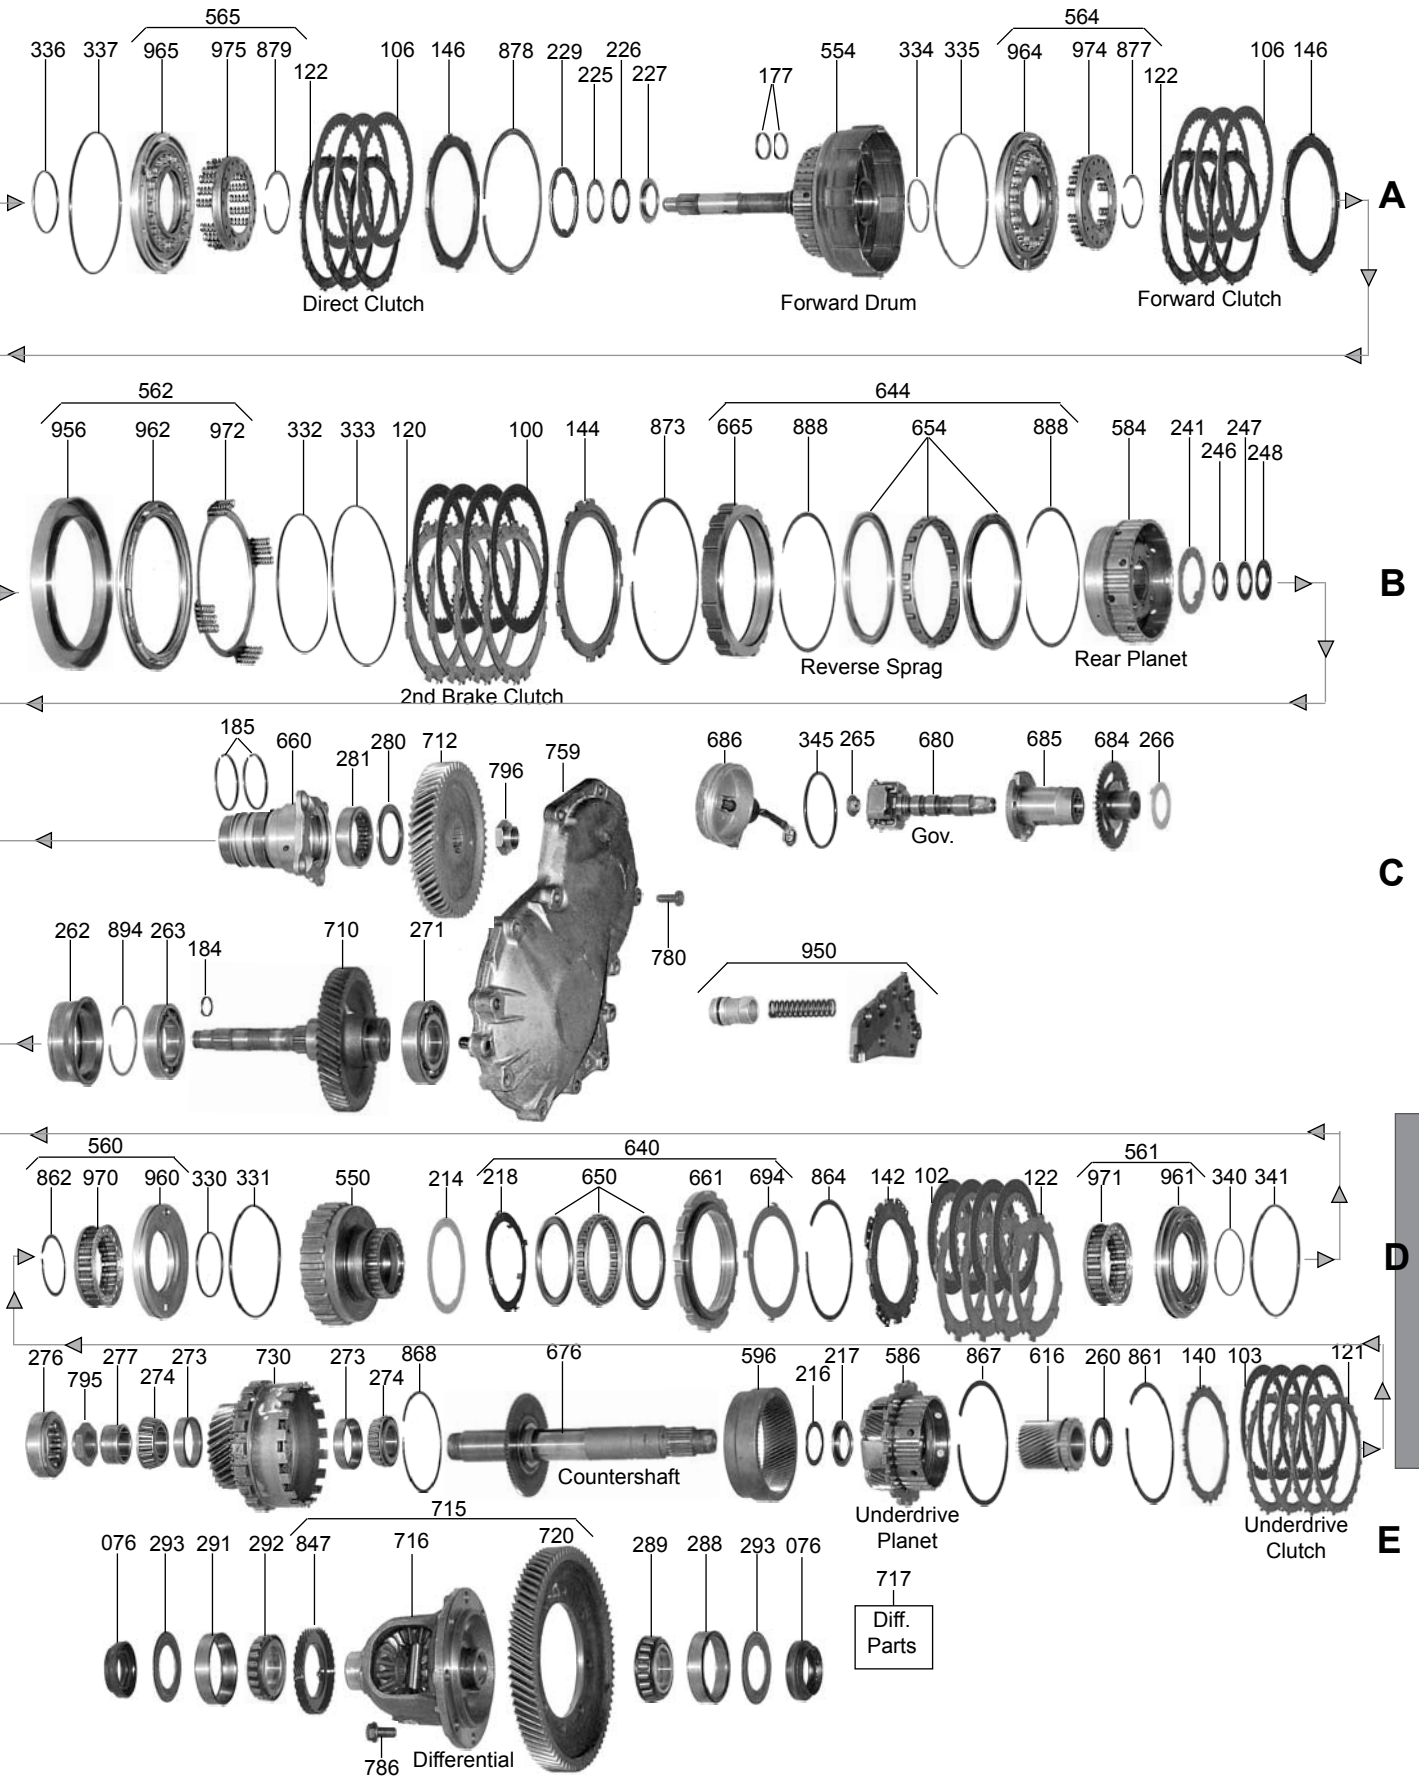 565 564
336 337 965 975 879 106 146 878 229 226 554 334 335 964 974 877 106 146
122 225 227 177 122
A
Direct Clutch Forward Drum Forward Clutch
562 644
956 962 972 332 333 120 100 144 873 665 888 654 888 584 241 247
246 248
B
Reverse Sprag Rear Planet
2nd Brake Clutch
185 660 280 712 759 686 345 265 680 685 684 266
281 796
Gov.
C
262 894 263 710 271
184 780 950
560 640 561
862 970 960 330 331 550 214 218 650 661 694 864 142 102 122 971 961 340 341
D
276 277 273 730 273 868 676 596 217 586 867 616 260 861 140 103 121
795 274 274 216
Countershaft
Underdrive
Planet
Underdrive
Clutch
E
715
076 293 291 292 847 716 720 289 288 293 076
717
Diff.
Parts
786 Differential